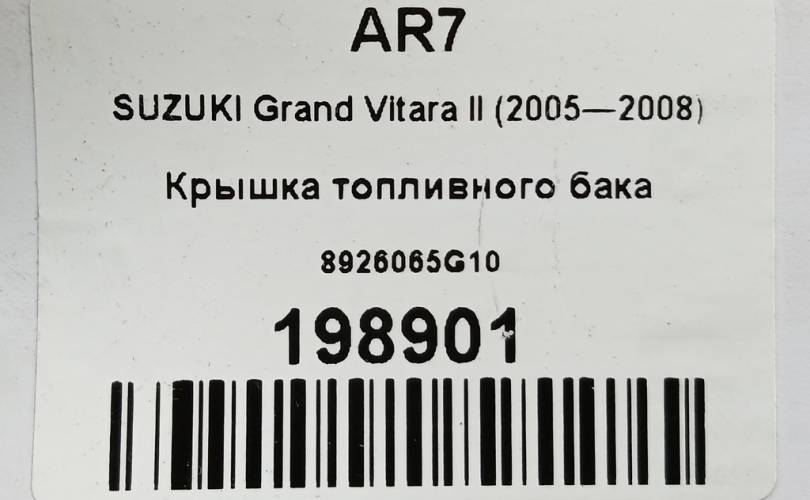 AR7
SUZUKI Grand Vitara II (2005—2008)
Крышка топливного бака
8926065G10
198901